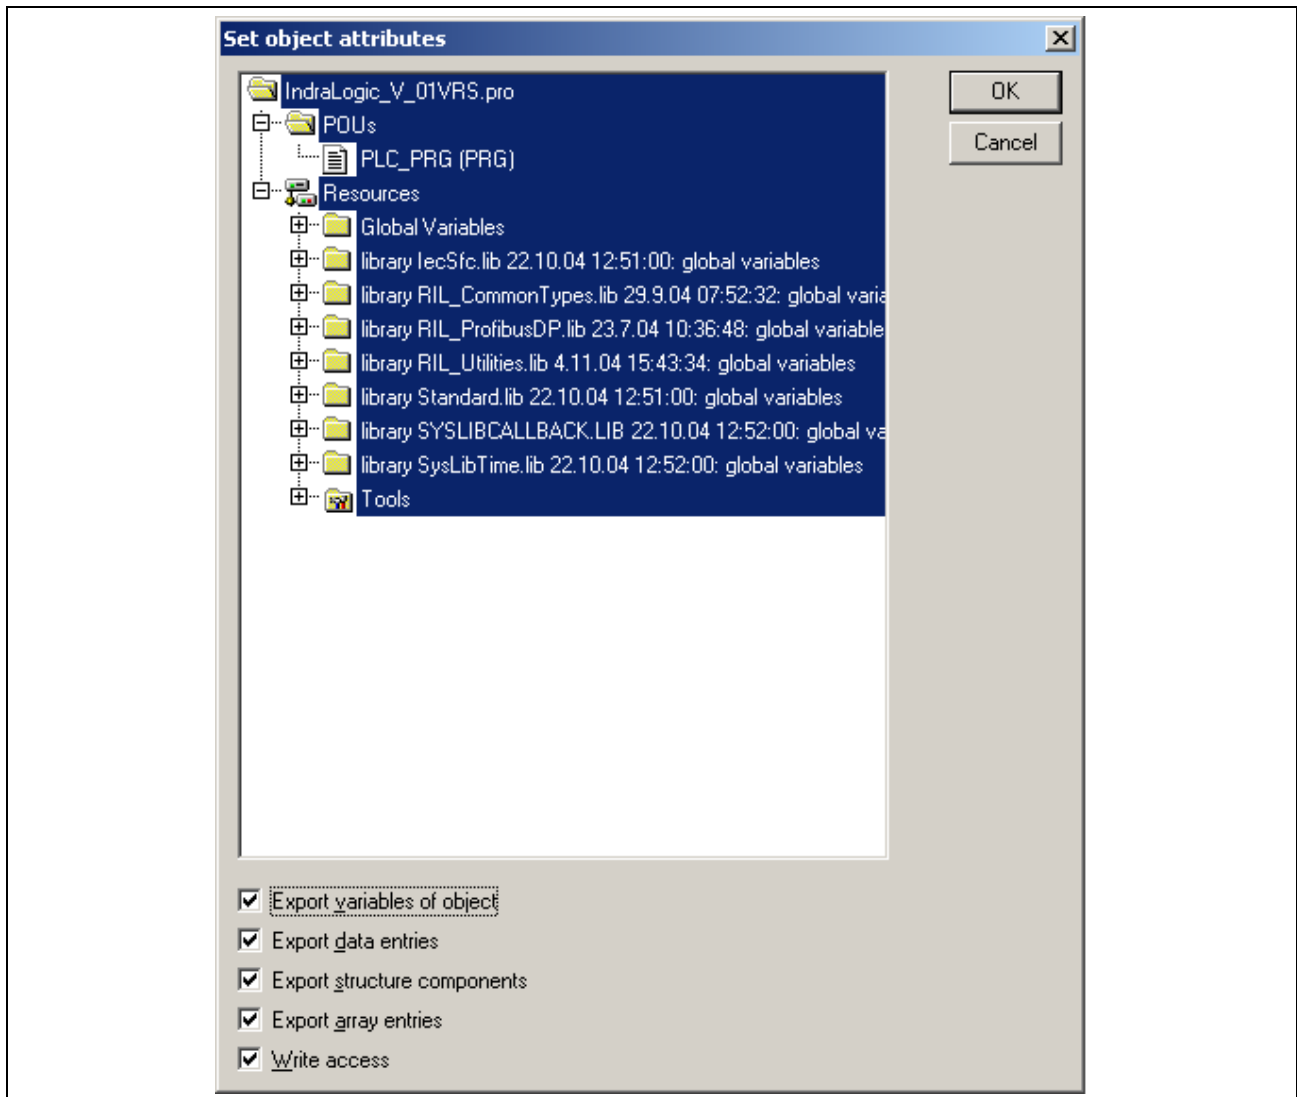 Set object attributes
IndraLogic_V_01VRS.pro
OK
POUs
Cancel
PLC_PRG (PRG)
Resources
Global Variables
library IecSfc.lib 22.10.04 12:51:00: global variables
library RIL_CommonTypes.lib 29.9.04 07:52:32: global varia
library RIL_ProfibusDP.lib 23.7.04 10:36:48: global variable
library RIL_Utilities.lib 4.11.04 15:43:34: global variables
library Standard.lib 22.10.04 12:51:00: global variables
library SYSLIBCALLBACK.LIB 22.10.04 12:52:00: global va
library SysLibTime.lib 22.10.04 12:52:00: global variables
Tools
Export variables of object
Export data entries
Export structure components
Export array entries
Write access